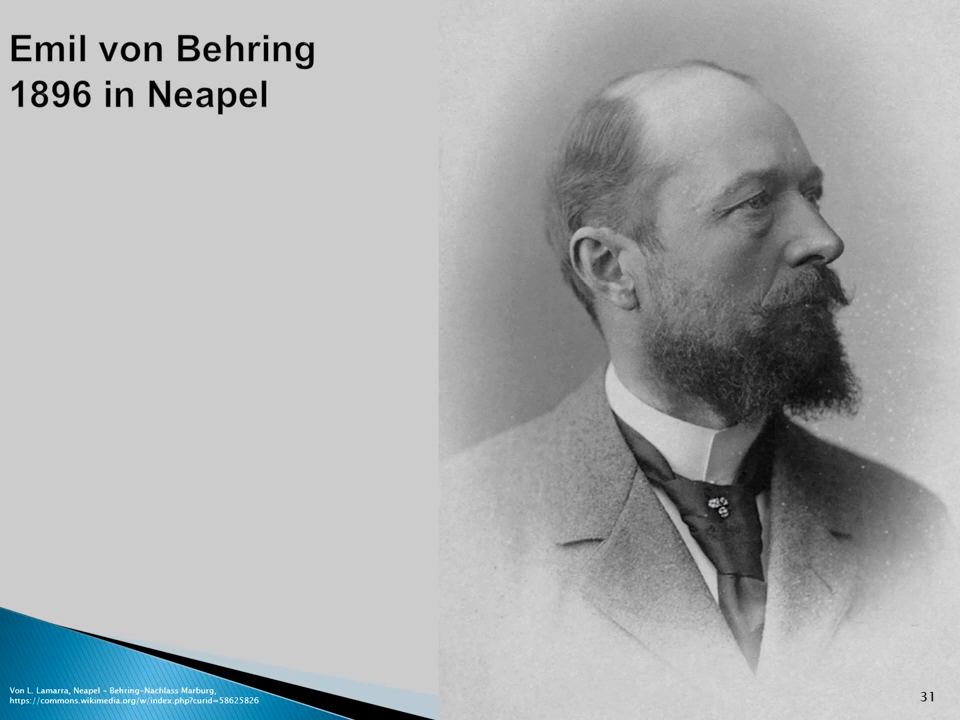 Emil von Behring
1896 in Neapel
Von L. Lamarra, Neapel - Behring-Nachlass Marburg,
https://commons.wikimedia.org/w/index.php?curid=58625826
31